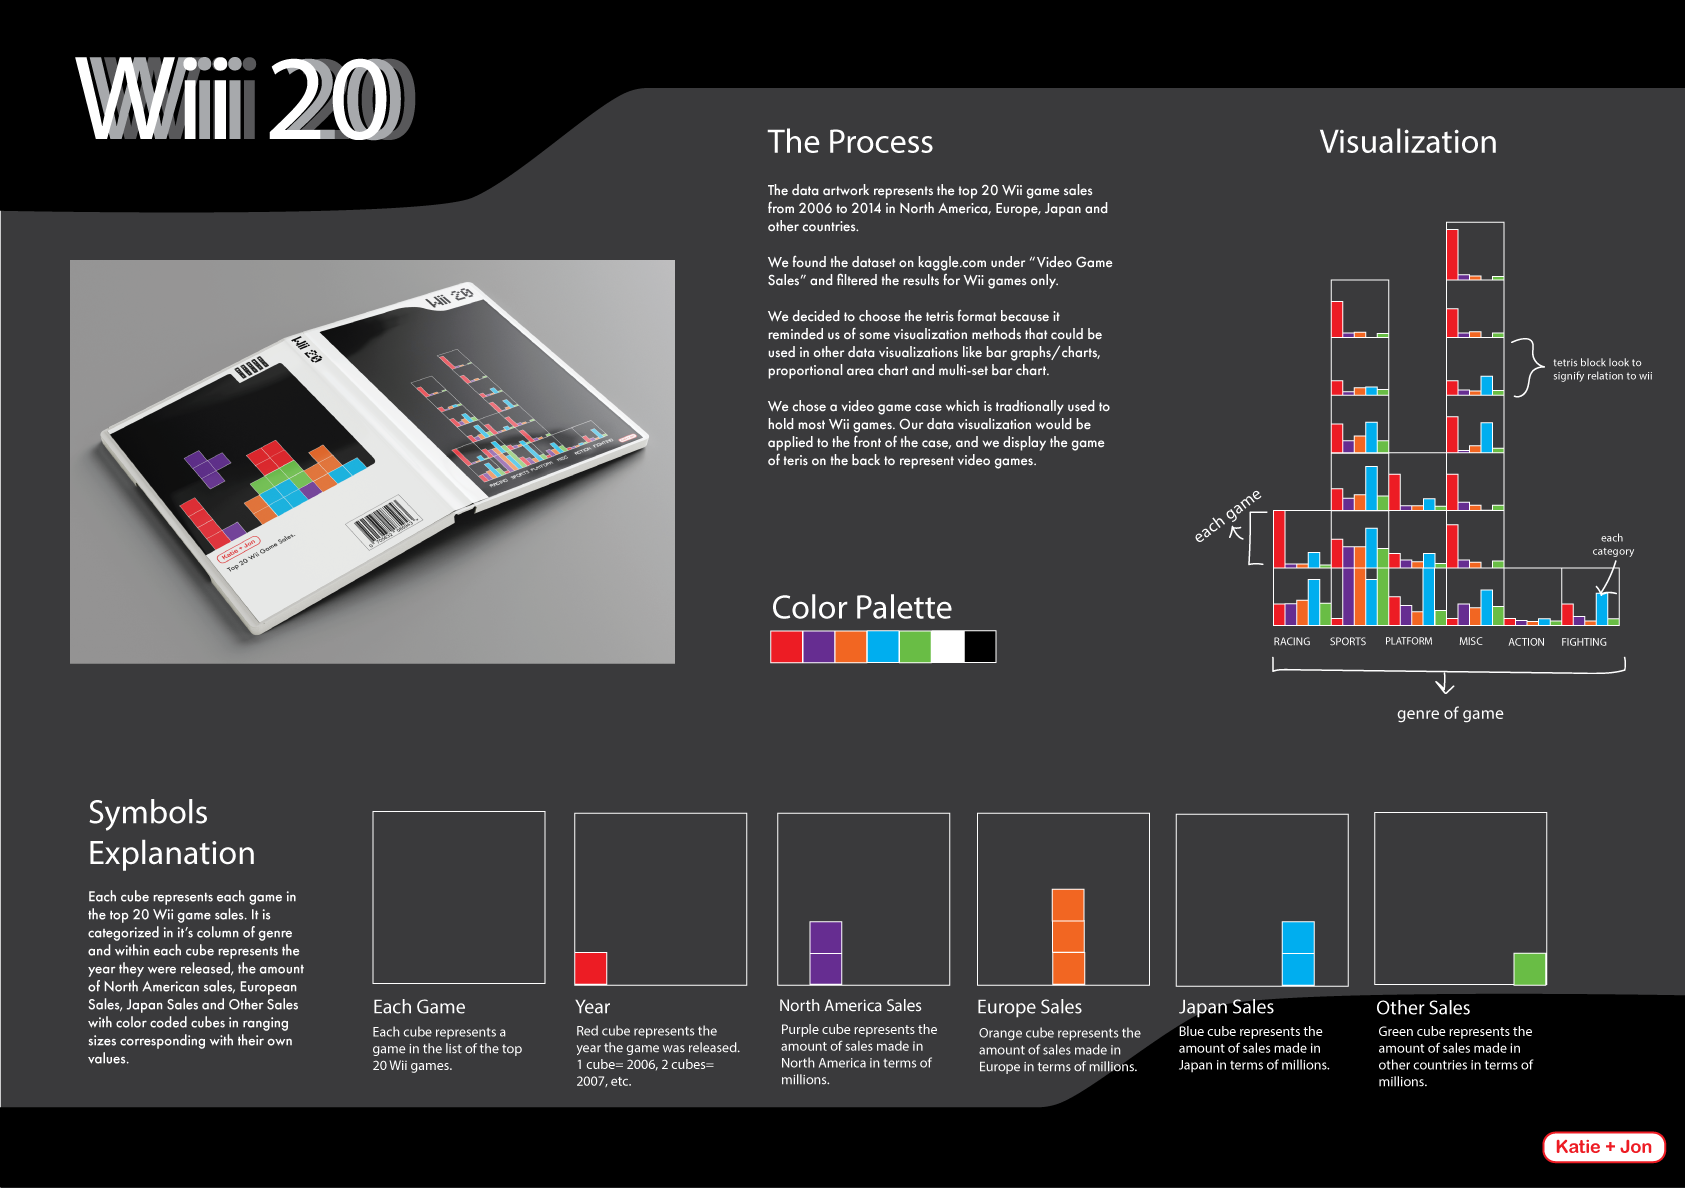 Wii 20
The Process
The data artwork represents the top 20 Wii game sales
from 2006 to 2014 in North America, Europe, Japan and
other countries.
We found the dataset on kaggle.com under “Video Game
Sales” and filtered the results for Wii games only.
We decided to choose the tetris format because it
reminded us of some visualization methods that could be
used in other data visualizations like bar graphs/charts,
proportional area chart and multi-set bar chart.
We chose a video game case which is tradtionally used to
hold most Wii games. Our data visualization would be
applied to the front of the case, and we display the game
of teris on the back to represent video games.
Color Palette
Visualization
tetris block look to
signify relation to wii
each game
each
category
RACING SPORTS PLATFORM MISC ACTION FIGHTING
genre of game
Wii 20
Wii 20
Katie + Jon
Top 20 Wii Game Sales.
RACING SPORTS PLATFORM MISC ACTION FIGHTING
Symbols
Explanation
Each cube represents each game in
the top 20 Wii game sales. It is
categorized in it’s column of genre
and within each cube represents the
year they were released, the amount
of North American sales, European
Sales, Japan Sales and Other Sales
with color coded cubes in ranging
sizes corresponding with their own
values.
Each Game
Each cube represents a
game in the list of the top
20 Wii games.
Year
Red cube represents the
year the game was released.
1 cube= 2006, 2 cubes=
2007, etc.
North America Sales
Purple cube represents the
amount of sales made in
North America in terms of
millions.
Europe Sales
Orange cube represents the
amount of sales made in
Europe in terms of millions.
Japan Sales
Blue cube represents the
amount of sales made in
Japan in terms of millions.
Other Sales
Green cube represents the
amount of sales made in
other countries in terms of
millions.
Katie + Jon